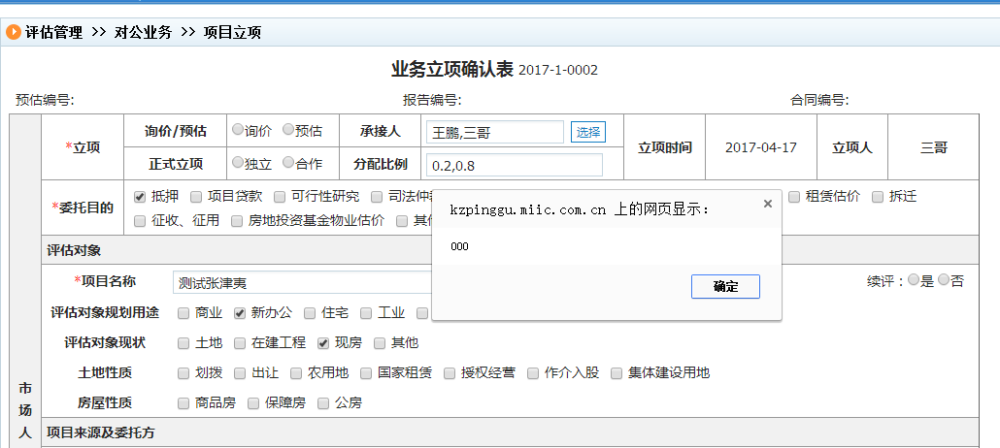 评估管理 >> 对公业务 >> 项目立项
业务立项确认表 2017-1-0002
预估编号: 报告编号: 合同编号:
*立项 询价/预估 询价 预估 承接人 王鹏,三哥 选择 立项时间 2017-04-17 立项人 三哥
正式立项 独立 合作 分配比例 0.2,0.8
*委托目的 抵押 项目贷款 可行性研究 司法仲 租赁估价 拆迁
征收、征用 房地投资基金物业估价 其
kzpinggu.miic.com.cn 上的网页显示: ×
000
确定
评估对象
*项目名称 测试张津夷 续评：是 否
评估对象规划用途 商业 新办公 住宅 工业
评估对象现状 土地 在建工程 现房 其他
土地性质 划拨 出让 农用地 国家租赁 授权经营 作介入股 集体建设用地
房屋性质 商品房 保障房 公房
市
场
人
项目来源及委托方